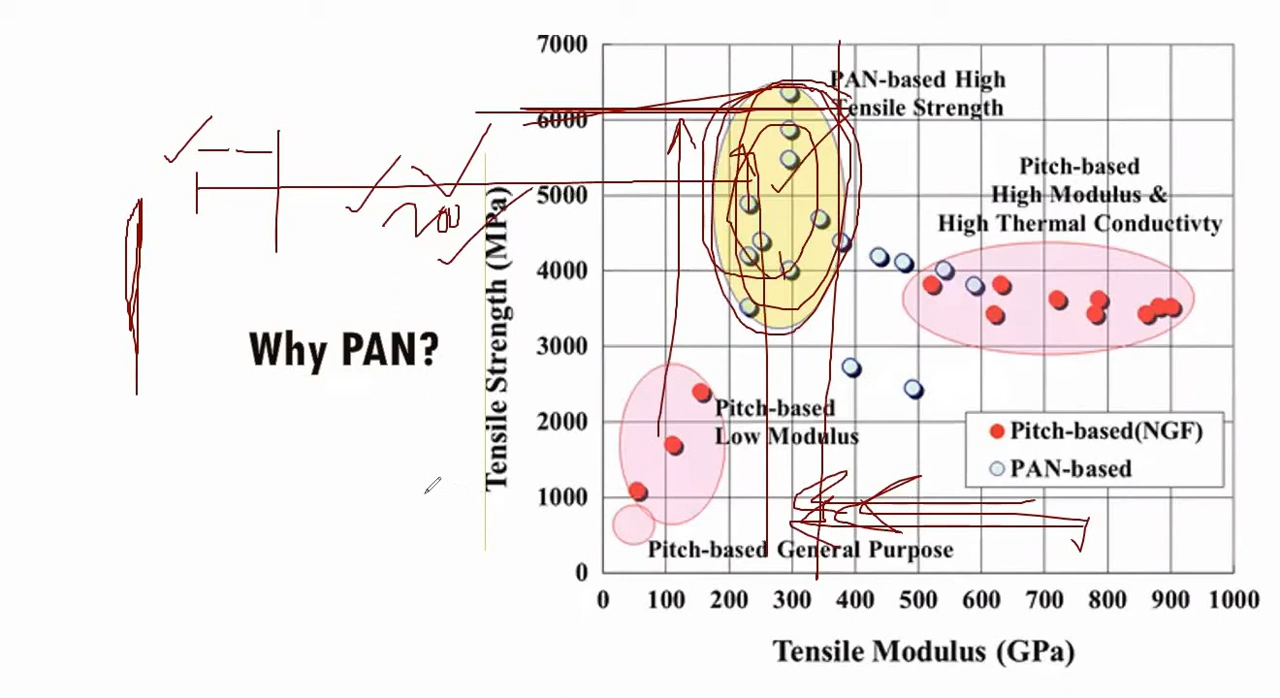 Why PAN?
200
Tensile Strength (MPa)
7000
6000
5000
4000
3000
2000
1000
0
PAN-based High
Tensile Strength
Pitch-based
High Modulus &
High Thermal Conductivty
Pitch-based
Low Modulus
Pitch-based(NGF)
PAN-based
Pitch-based General Purpose
0 100 200 300 400 500 600 700 800 900 1000
Tensile Modulus (GPa)